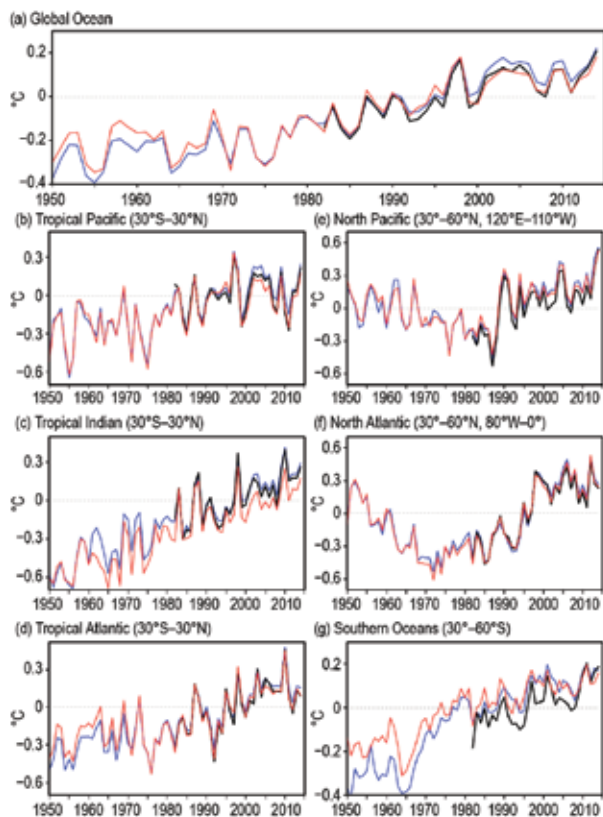 (a) Global Ocean
0.2
0
−0.2
−0.4
°C
1950 1960 1970 1980 1990 2000 2010
(b) Tropical Pacific (30°S–30°N)
0.3
0
−0.3
−0.6
°C
1950 1960 1970 1980 1990 2000 2010
(e) North Pacific (30°–60°N, 120°E–110°W)
0.6
0.3
0
−0.3
−0.6
°C
1950 1960 1970 1980 1990 2000 2010
(c) Tropical Indian (30°S–30°N)
0.3
0
−0.3
−0.6
°C
1950 1960 1970 1980 1990 2000 2010
(f) North Atlantic (30°–60°N, 80°W–0°)
0.6
0.3
0
−0.3
−0.6
°C
1950 1960 1970 1980 1990 2000 2010
(d) Tropical Atlantic (30°S–30°N)
0.3
0
−0.3
−0.6
°C
1950 1960 1970 1980 1990 2000 2010
(g) Southern Oceans (30°–60°S)
0.2
0
−0.2
−0.4
°C
1950 1960 1970 1980 1990 2000 2010